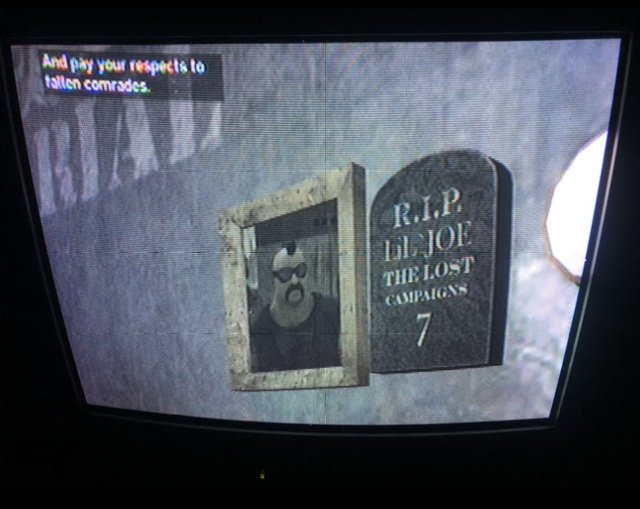 And pay your respects to
fallen comrades.
R.I.P.
LIL JOE
THE LOST
CAMPAIGNS
7